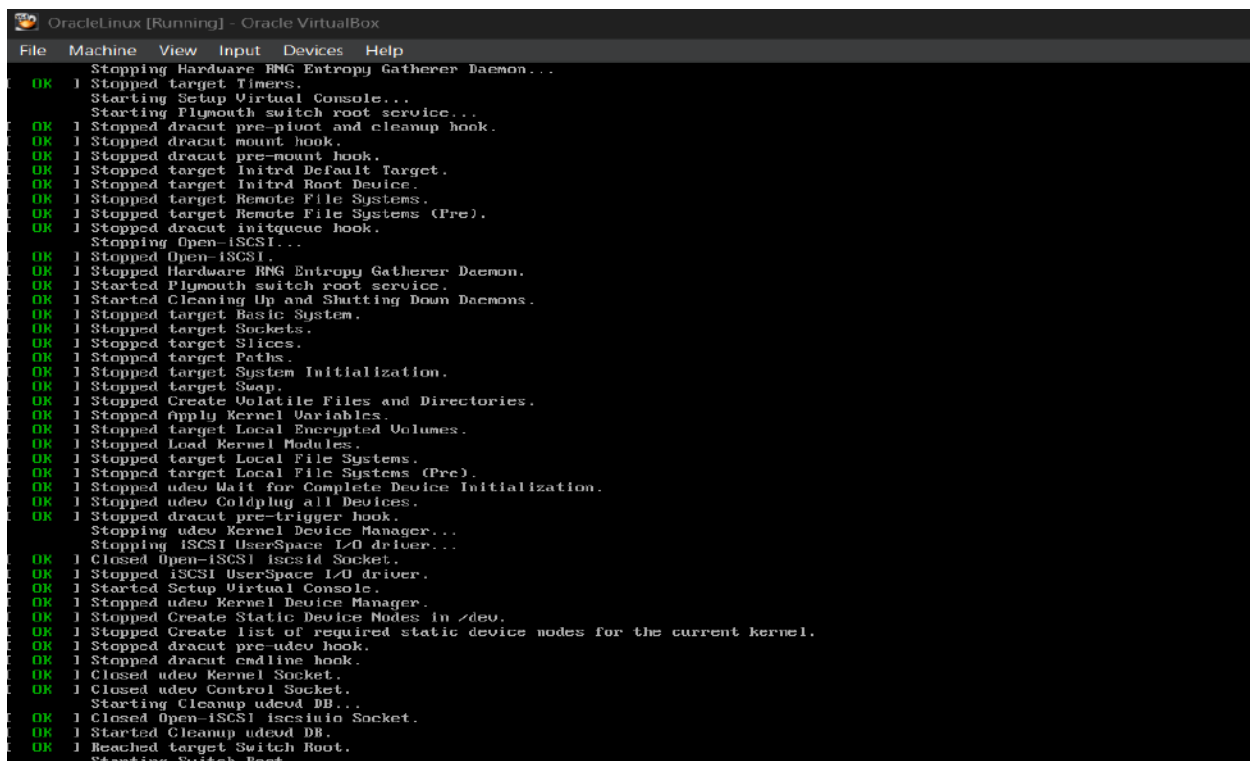 OracleLinux [Running] - Oracle VirtualBox
File Machine View Input Devices Help
Stopping Hardware RNG Entropy Gatherer Daemon...
[ OK ] Stopped target Timers.
Starting Setup Virtual Console...
Starting Plymouth switch root service...
[ OK ] Stopped dracut pre-pivot and cleanup hook.
[ OK ] Stopped dracut mount hook.
[ OK ] Stopped dracut pre-mount hook.
[ OK ] Stopped target Initrd Default Target.
[ OK ] Stopped target Initrd Root Device.
[ OK ] Stopped target Remote File Systems.
[ OK ] Stopped target Remote File Systems (Pre).
[ OK ] Stopped dracut initqueue hook.
Stopping Open-iSCSI...
[ OK ] Stopped Open-iSCSI.
[ OK ] Stopped Hardware RNG Entropy Gatherer Daemon.
[ OK ] Started Plymouth switch root service.
[ OK ] Started Cleaning Up and Shutting Down Daemons.
[ OK ] Stopped target Basic System.
[ OK ] Stopped target Sockets.
[ OK ] Stopped target Slices.
[ OK ] Stopped target Paths.
[ OK ] Stopped target System Initialization.
[ OK ] Stopped target Swap.
[ OK ] Stopped Create Volatile Files and Directories.
[ OK ] Stopped Apply Kernel Variables.
[ OK ] Stopped target Local Encrypted Volumes.
[ OK ] Stopped Load Kernel Modules.
[ OK ] Stopped target Local File Systems.
[ OK ] Stopped target Local File Systems (Pre).
[ OK ] Stopped udev Wait for Complete Device Initialization.
[ OK ] Stopped udev Coldplug all Devices.
[ OK ] Stopped dracut pre-trigger hook.
Stopping udev Kernel Device Manager...
Stopping iSCSI UserSpace I/O driver...
[ OK ] Closed Open-iSCSI iscsid Socket.
[ OK ] Stopped iSCSI UserSpace I/O driver.
[ OK ] Started Setup Virtual Console.
[ OK ] Stopped udev Kernel Device Manager.
[ OK ] Stopped Create Static Device Nodes in /dev.
[ OK ] Stopped Create list of required static device nodes for the current kernel.
[ OK ] Stopped dracut pre-udev hook.
[ OK ] Stopped dracut cmdline hook.
[ OK ] Closed udev Kernel Socket.
[ OK ] Closed udev Control Socket.
Starting Cleanup udevd DB...
[ OK ] Closed Open-iSCSI iscsiuio Socket.
[ OK ] Started Cleanup udevd DB.
[ OK ] Reached target Switch Root.
Starting Switch Root